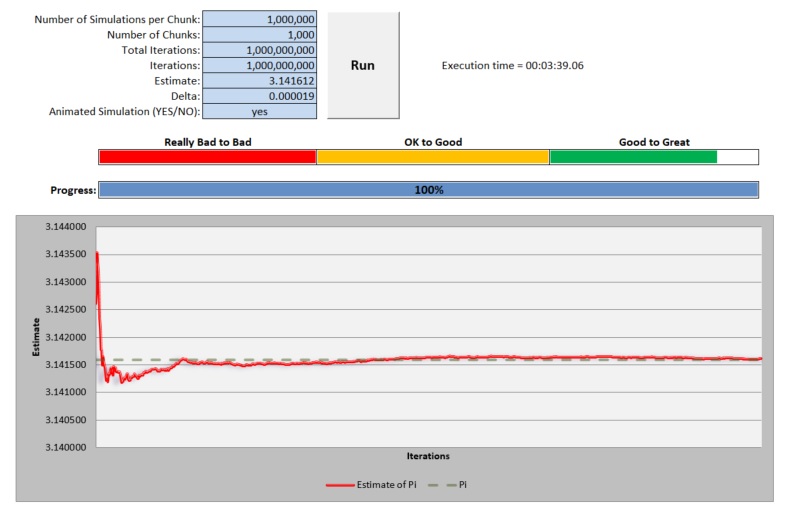 Number of Simulations per Chunk: 1,000,000
Number of Chunks: 1,000
Total Iterations: 1,000,000,000
Iterations: 1,000,000,000
Estimate: 3.141612
Delta: 0.000019
Animated Simulation (YES/NO): yes
Run
Execution time = 00:03:39.06
Really Bad to Bad
OK to Good
Good to Great
Progress: 100%
3.144000
3.143500
3.143000
3.142500
3.142000
3.141500
3.141000
3.140500
3.140000
Estimate
Iterations
Estimate of Pi
Pi